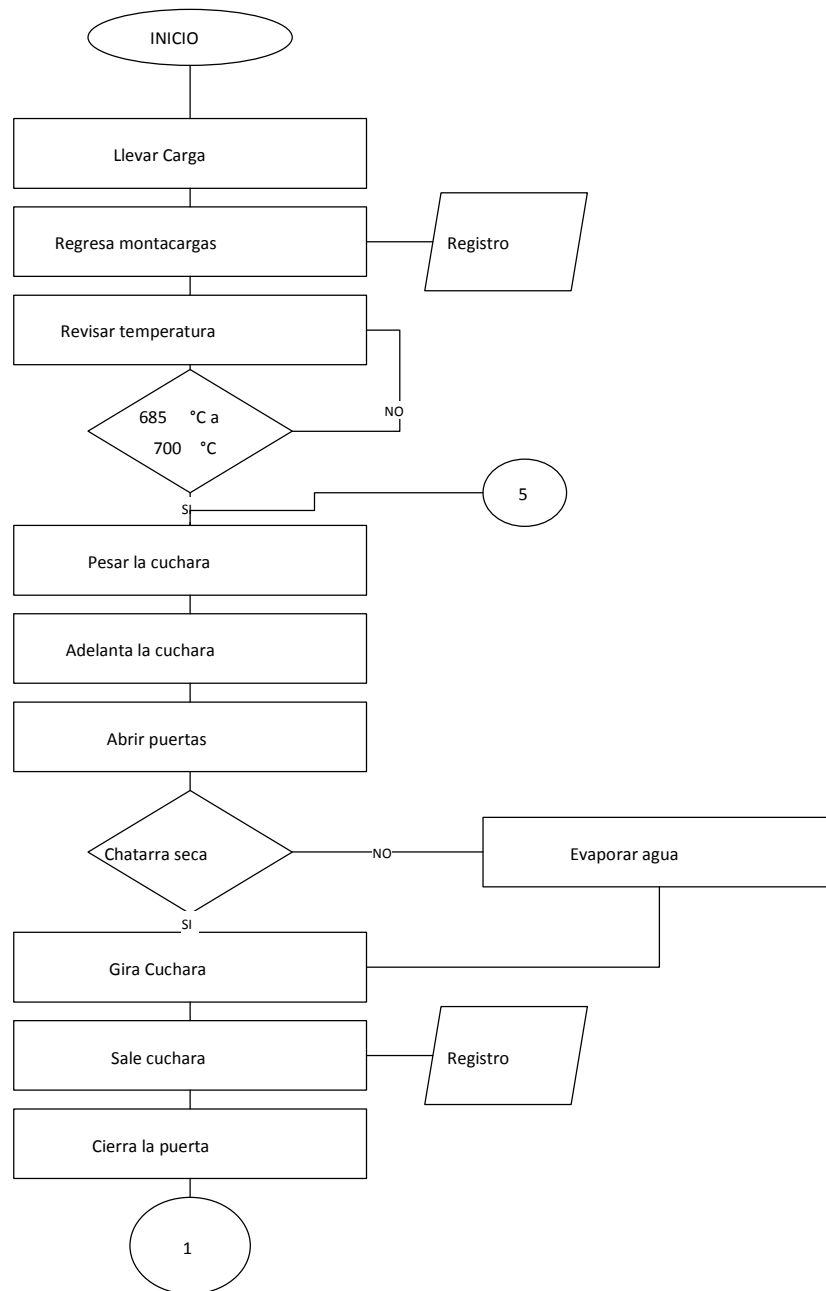 INICIO
Llevar Carga
Regresa montacargas
Registro
Revisar temperatura
685 °C a
NO
700 °C
5
SI
Pesar la cuchara
Adelanta la cuchara
Abrir puertas
Chatarra seca
NO
Evaporar agua
SI
Gira Cuchara
Sale cuchara
Registro
Cierra la puerta
1